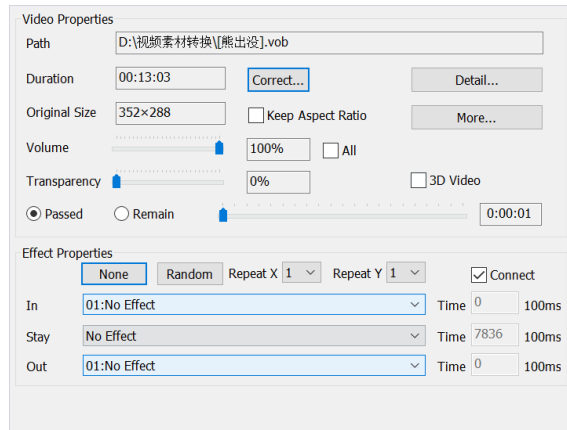 Video Properties
Path D:\视频素材转换\[熊出没].vob
Duration 00:13:03 Correct... Detail...
Original Size 352×288 Keep Aspect Ratio More...
Volume 100% All
Transparency 0% 3D Video
Passed Remain 0:00:01
Effect Properties
None Random Repeat X 1 Repeat Y 1 Connect
In 01:No Effect Time 0 100ms
Stay No Effect Time 7836 100ms
Out 01:No Effect Time 0 100ms